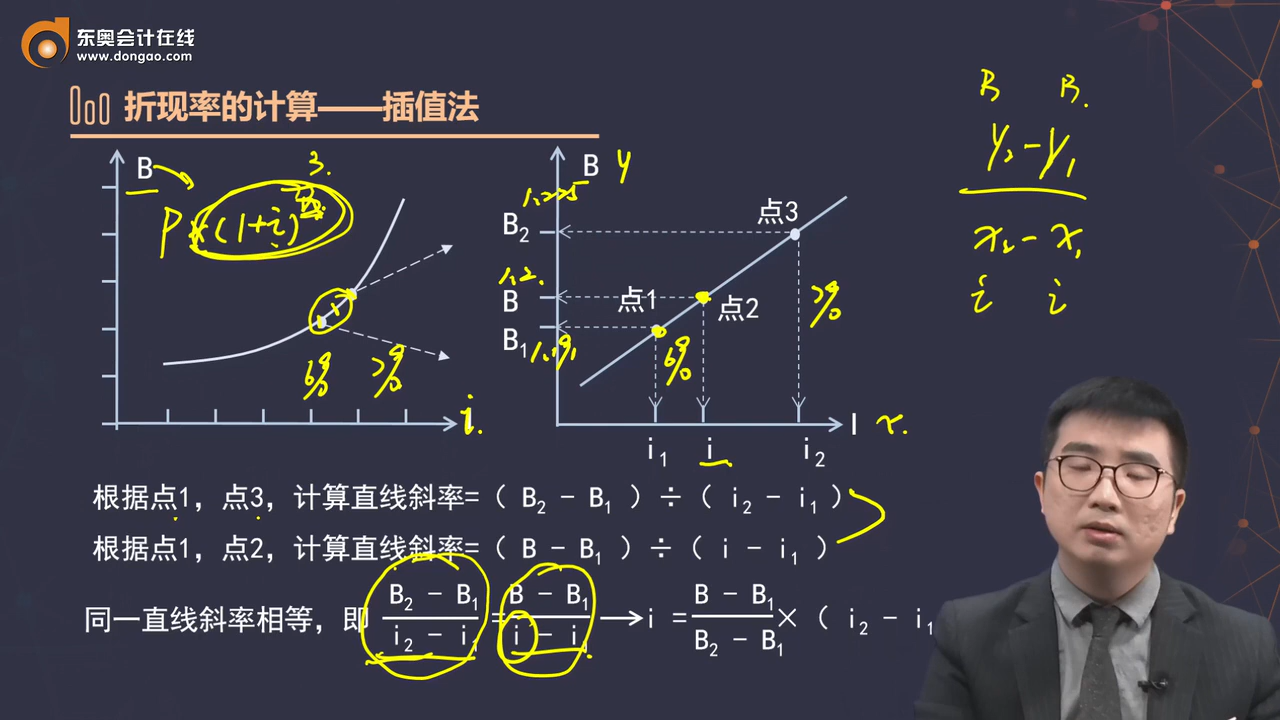 东奥会计在线
www.dongao.com
折现率的计算——插值法
B
P×(1+i)
3.
6%
7%
i.
B y
B₂
1.2
B
B₁
1.191
点1
点2
点3
6%
7%
i₁ i i₂
I x.
B B.
y₂-y₁
x₂-x₁
i i
根据点1，点3，计算直线斜率=（ B₂ - B₁ ）÷（ i₂ - i₁ ）
根据点1，点2，计算直线斜率=（ B - B₁ ）÷（ i - i₁ ）
同一直线斜率相等，即 B₂ - B₁ / i₂ - i₁ = B - B₁ / i - i₁ → i = B - B₁ / B₂ - B₁ ×（ i₂ - i₁